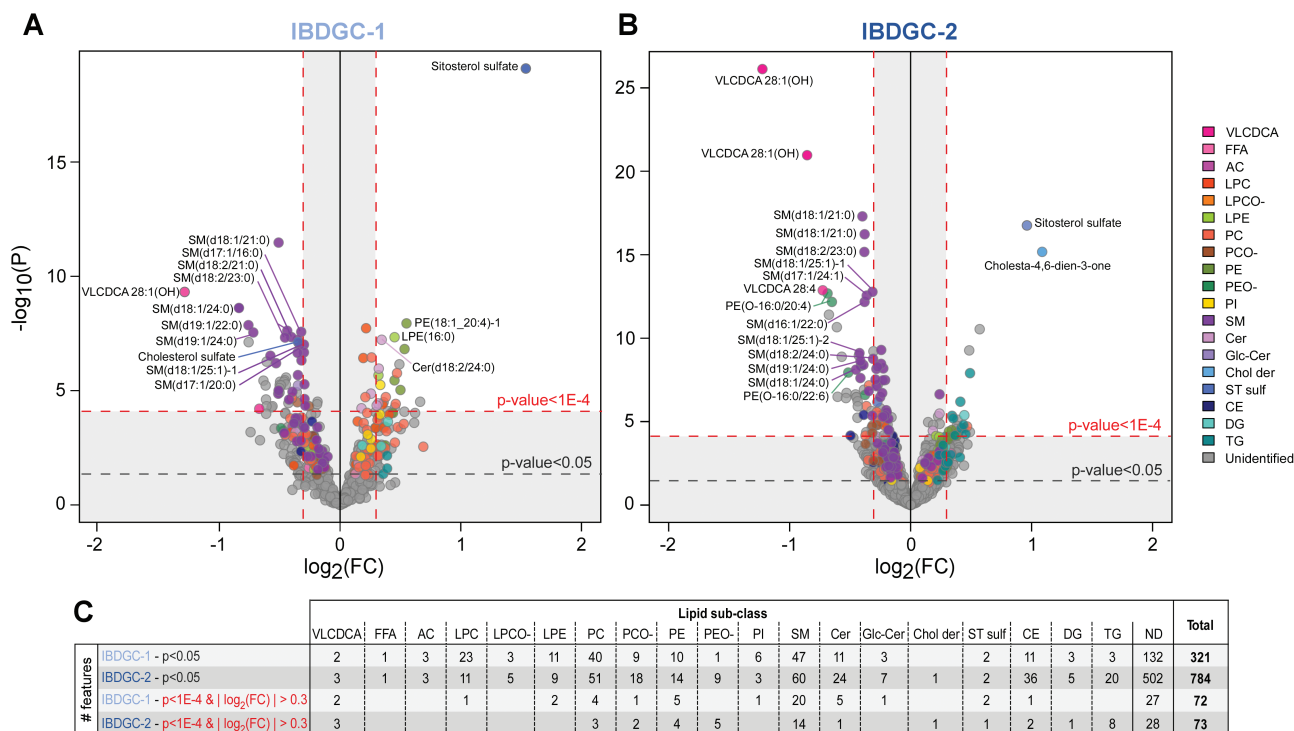 A
IBDGC-1
-log10(P)
15
10
5
0
-2
-1
0
1
2
log2(FC)
Sitosterol sulfate
SM(d18:1/21:0)
SM(d17:1/16:0)
SM(d18:2/21:0)
SM(d18:2/23:0)
VLCDCA 28:1(OH)
SM(d18:1/24:0)
SM(d19:1/22:0)
SM(d19:1/24:0)
Cholesterol sulfate
SM(d18:1/25:1)-1
SM(d17:1/20:0)
PE(18:1_20:4)-1
LPE(16:0)
Cer(d18:2/24:0)
p-value<1E-4
p-value<0.05
B
IBDGC-2
25
20
15
10
5
0
-2
-1
0
1
2
log2(FC)
VLCDCA 28:1(OH)
VLCDCA 28:1(OH)
SM(d18:1/21:0)
SM(d18:1/21:0)
SM(d18:2/23:0)
SM(d18:1/25:1)-1
SM(d17:1/24:1)
VLCDCA 28:4
PE(O-16:0/20:4)
SM(d16:1/22:0)
SM(d18:1/25:1)-2
SM(d18:2/24:0)
SM(d19:1/24:0)
SM(d18:1/24:0)
PE(O-16:0/22:6)
Sitosterol sulfate
Cholesta-4,6-dien-3-one
p-value<1E-4
p-value<0.05
VLCDCA
FFA
AC
LPC
LPCO-
LPE
PC
PCO-
PE
PEO-
PI
SM
Cer
Glc-Cer
Chol der
ST sulf
CE
DG
TG
Unidentified
C
Lipid sub-class Total
VLCDCA FFA AC LPC LPCO- LPE PC PCO- PE PEO- PI SM Cer Glc-Cer Chol der ST sulf CE DG TG ND
# features
IBDGC-1 - p<0.05 2 1 3 23 3 11 40 9 10 1 6 47 11 3 2 11 3 3 132 321
IBDGC-2 - p<0.05 3 1 3 11 5 9 51 18 14 9 3 60 24 7 1 2 36 5 20 502 784
IBDGC-1 - p<1E-4 & | log2(FC) | > 0.3 2 1 2 4 1 5 1 20 5 1 2 1 27 72
IBDGC-2 - p<1E-4 & | log2(FC) | > 0.3 3 3 2 4 5 14 1 1 1 2 1 8 28 73